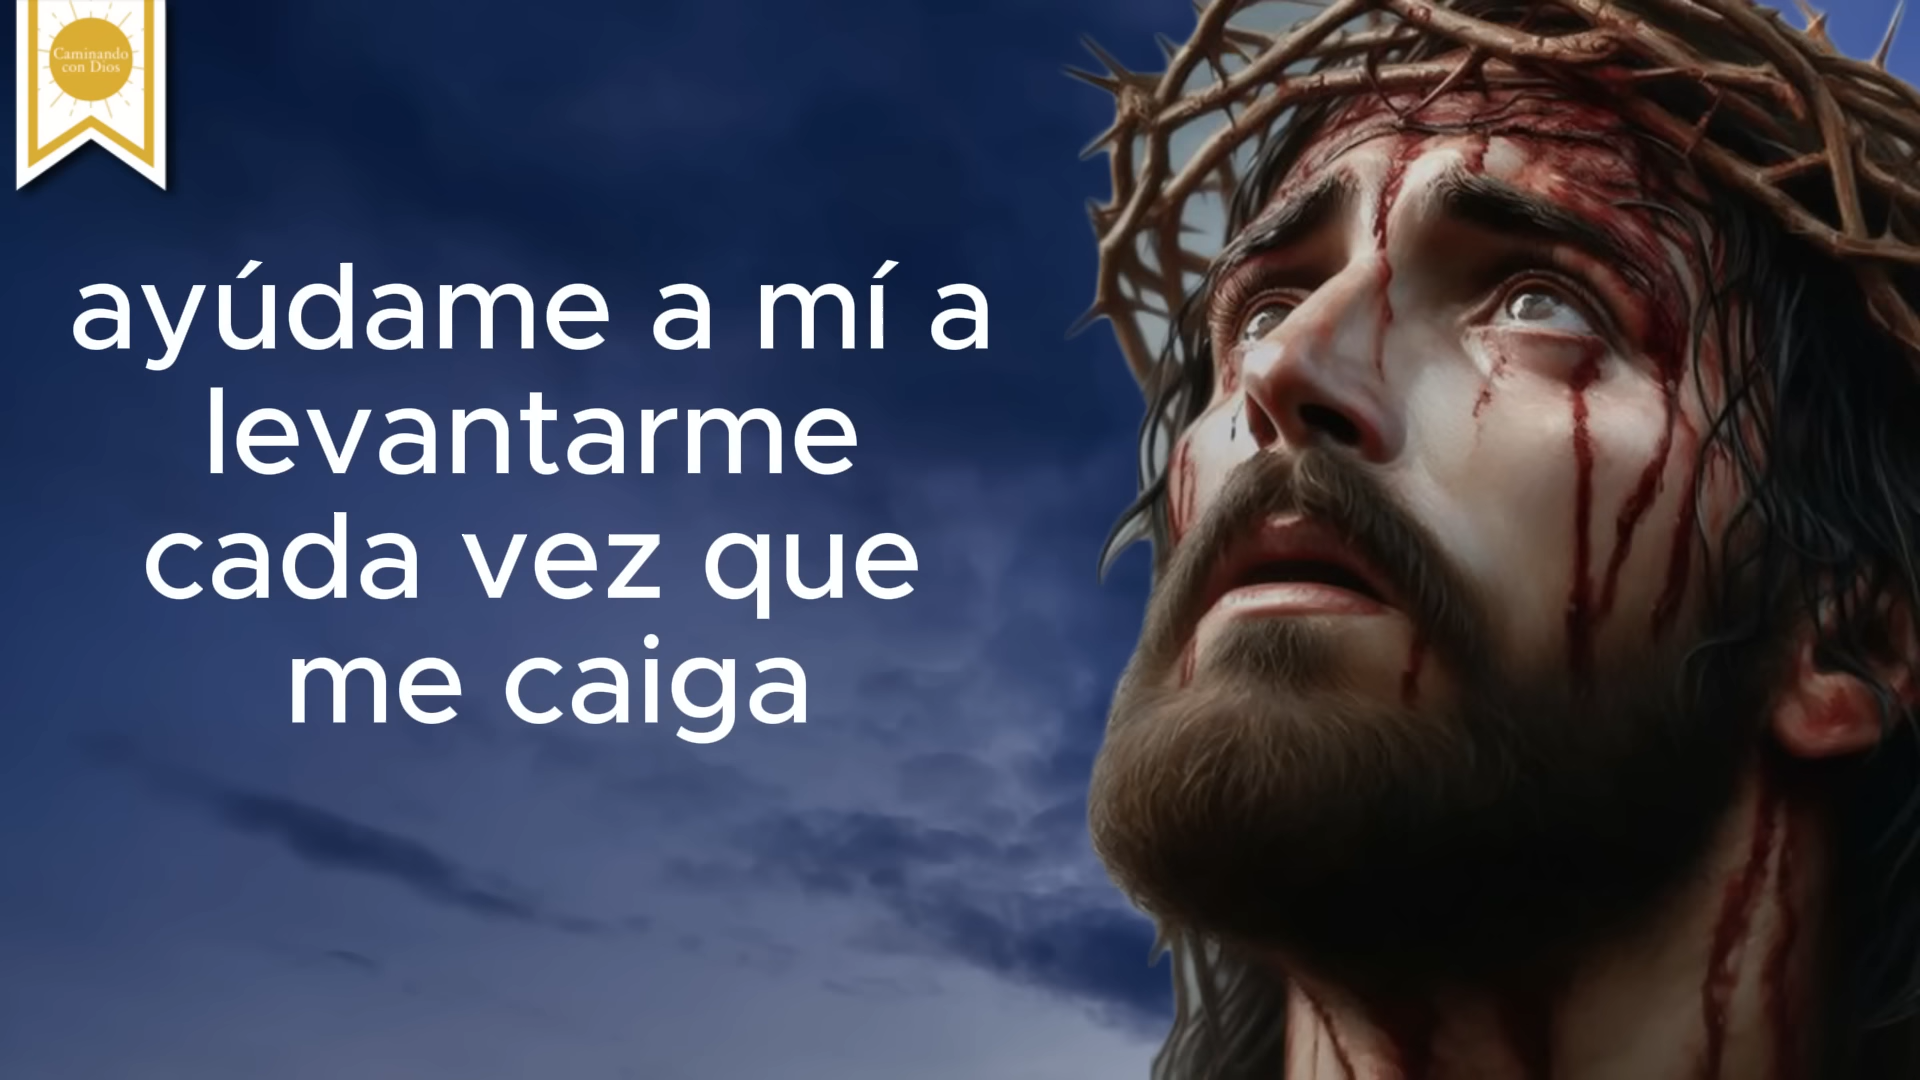 Caminando
con Dios
ayúdame a mí a
levantarme
cada vez que
me caiga